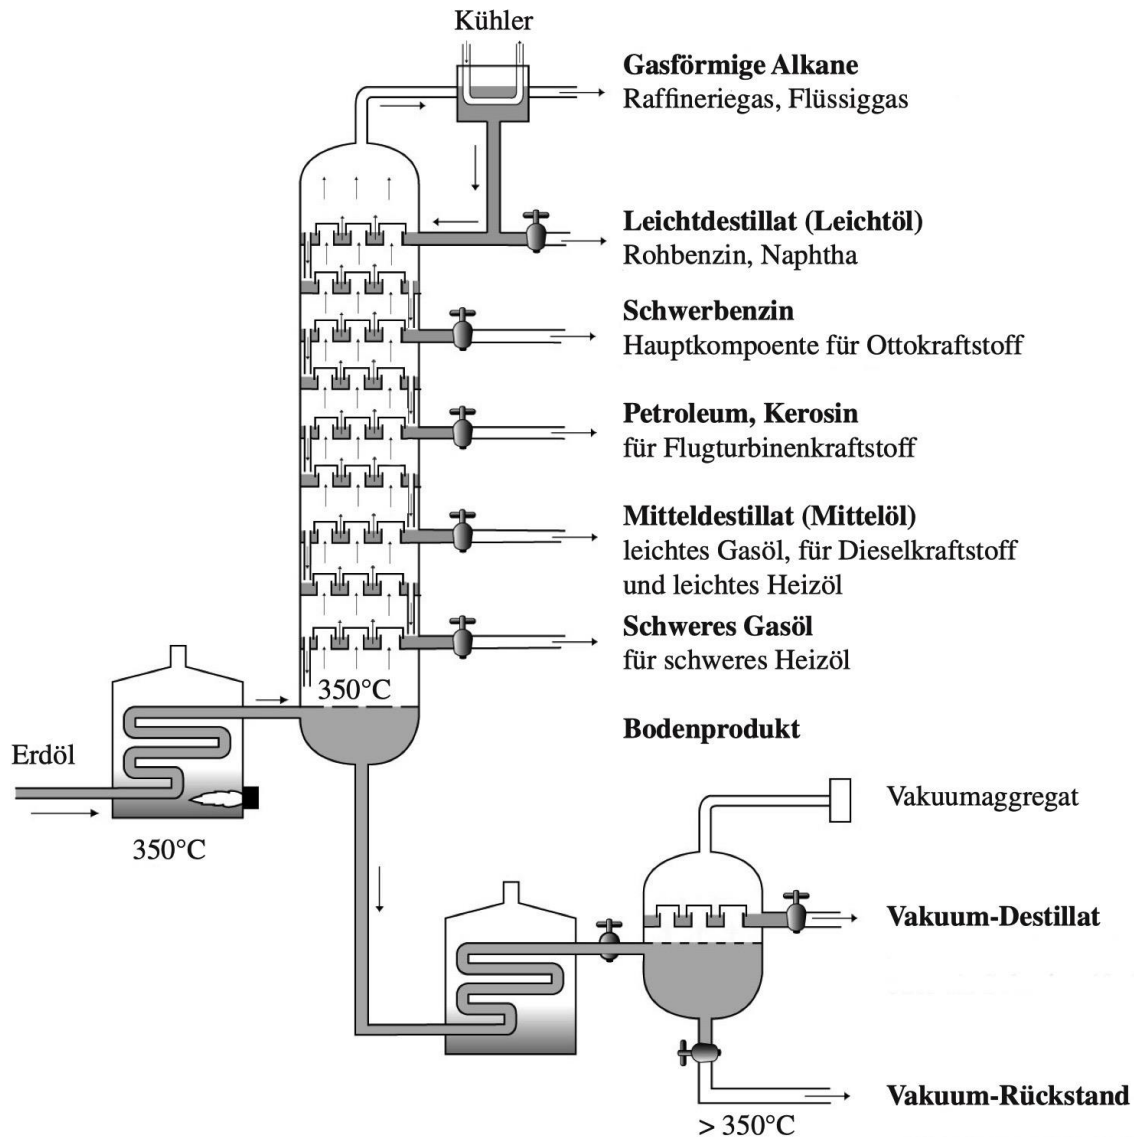 Kühler
Gasförmige Alkane
Raffineriegas, Flüssiggas
Leichtdestillat (Leichtöl)
Rohbenzin, Naphtha
Schwerbenzin
Hauptkompoente für Ottokraftstoff
Petroleum, Kerosin
für Flugturbinenkraftstoff
Mitteldestillat (Mittelöl)
leichtes Gasöl, für Dieselkraftstoff
und leichtes Heizöl
Schweres Gasöl
für schweres Heizöl
350°C
Bodenprodukt
Erdöl
350°C
Vakuumaggregat
Vakuum-Destillat
Vakuum-Rückstand
> 350°C